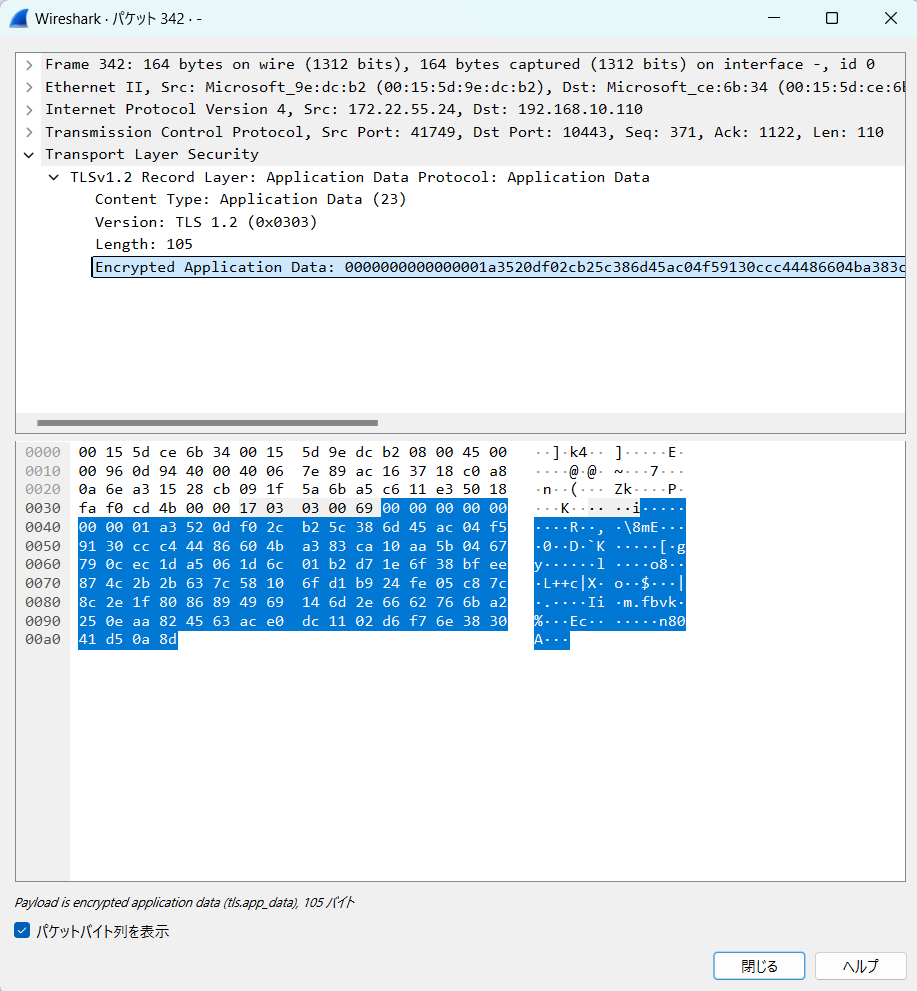 Wireshark · パケット 342 · -
Frame 342: 164 bytes on wire (1312 bits), 164 bytes captured (1312 bits) on interface -, id 0
Ethernet II, Src: Microsoft_9e:dc:b2 (00:15:5d:9e:dc:b2), Dst: Microsoft_ce:6b:34 (00:15:5d:ce:6b
Internet Protocol Version 4, Src: 172.22.55.24, Dst: 192.168.10.110
Transmission Control Protocol, Src Port: 41749, Dst Port: 10443, Seq: 371, Ack: 1122, Len: 110
Transport Layer Security
TLSv1.2 Record Layer: Application Data Protocol: Application Data
Content Type: Application Data (23)
Version: TLS 1.2 (0x0303)
Length: 105
Encrypted Application Data: 0000000000000001a3520df02cb25c386d45ac04f59130ccc44486604ba383c
0000 00 15 5d ce 6b 34 00 15 5d 9e dc b2 08 00 45 00 ··]·k4·· ]·····E·
0010 00 96 0d 94 40 00 40 06 7e 89 ac 16 37 18 c0 a8 ····@·@· ~···7···
0020 0a 6e a3 15 28 cb 09 1f 5a 6b a5 c6 11 e3 50 18 ·n··(··· Zk····P·
0030 fa f0 cd 4b 00 00 17 03 03 00 69 00 00 00 00 00 ···K···· ··i·····
0040 00 00 01 a3 52 0d f0 2c b2 5c 38 6d 45 ac 04 f5 ····R··, ·\8mE···
0050 91 30 cc c4 44 86 60 4b a3 83 ca 10 aa 5b 04 67 ·0··D·`K ·····[·g
0060 79 0c ec 1d a5 06 1d 6c 01 b2 d7 1e 6f 38 bf ee y······l ····o8··
0070 87 4c 2b 2b 63 7c 58 10 6f d1 b9 24 fe 05 c8 7c ·L++c|X· o··$···|
0080 8c 2e 1f 80 86 89 49 69 14 6d 2e 66 62 76 6b a2 ·.····Ii ·m.fbvk·
0090 25 0e aa 82 45 63 ac e0 dc 11 02 d6 f7 6e 38 30 %···Ec·· ·····n80
00a0 41 d5 0a 8d A···
Payload is encrypted application data (tls.app_data), 105 バイト
パケットバイト列を表示
閉じる ヘルプ